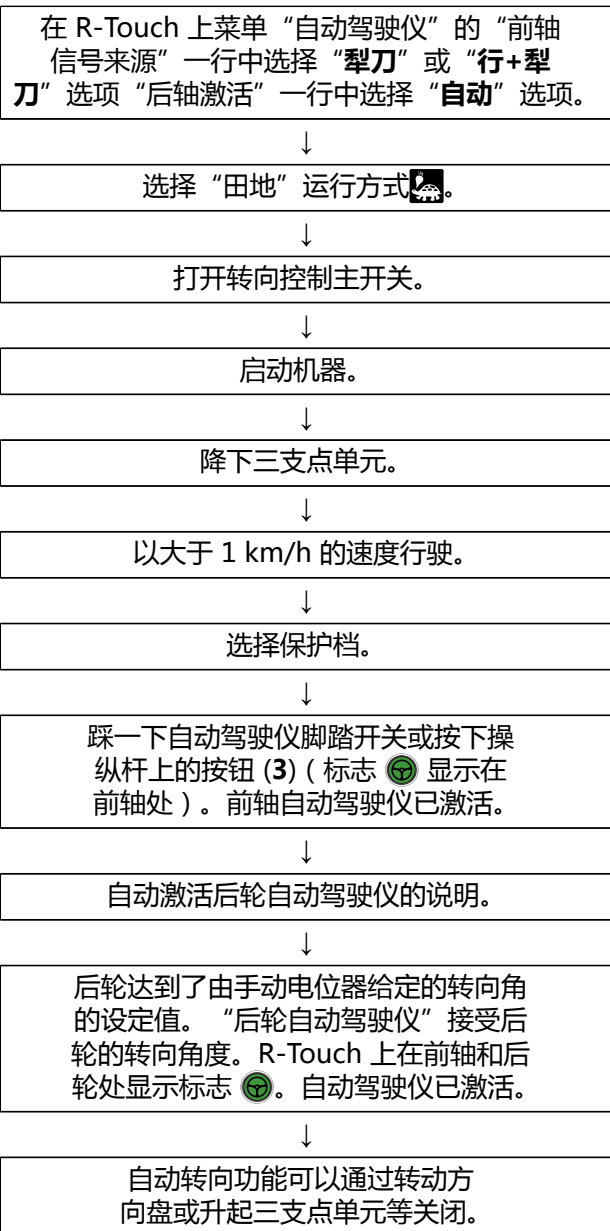 在 R-Touch 上菜单“自动驾驶仪”的“前轴
信号来源”一行中选择“犁刀”或“行+犁
刀”选项“后轴激活”一行中选择“自动”选项。
↓
选择“田地”运行方式。
↓
打开转向控制主开关。
↓
启动机器。
↓
降下三支点单元。
↓
以大于 1 km/h 的速度行驶。
↓
选择保护档。
↓
踩一下自动驾驶仪脚踏开关或按下操
纵杆上的按钮 (3)（标志 显示在
前轴处）。前轴自动驾驶仪已激活。
↓
自动激活后轮自动驾驶仪的说明。
↓
后轮达到了由手动电位器给定的转向角
的设定值。“后轮自动驾驶仪”接受后
轮的转向角度。R-Touch 上在前轴和后
轮处显示标志 。自动驾驶仪已激活。
↓
自动转向功能可以通过转动方
向盘或升起三支点单元等关闭。